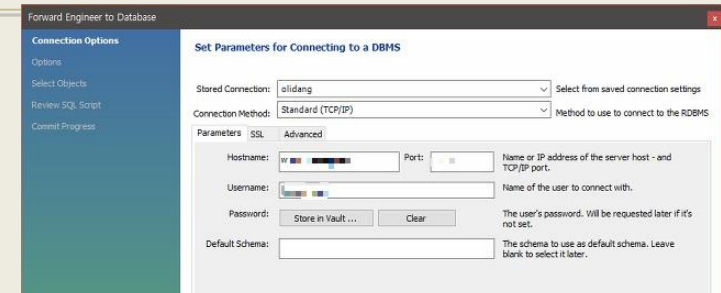 Forward Engineer to Database
Connection Options
Options
Select Objects
Review SQL Script
Commit Progress
Set Parameters for Connecting to a DBMS
Stored Connection: olidang Select from saved connection settings
Connection Method: Standard (TCP/IP) Method to use to connect to the RDBMS
Parameters SSL Advanced
Hostname: Port: Name or IP address of the server host - and
TCP/IP port.
Username: Name of the user to connect with.
Password: Store in Vault ... Clear The user's password. Will be requested later if it's
not set.
Default Schema: The schema to use as default schema. Leave
blank to select it later.